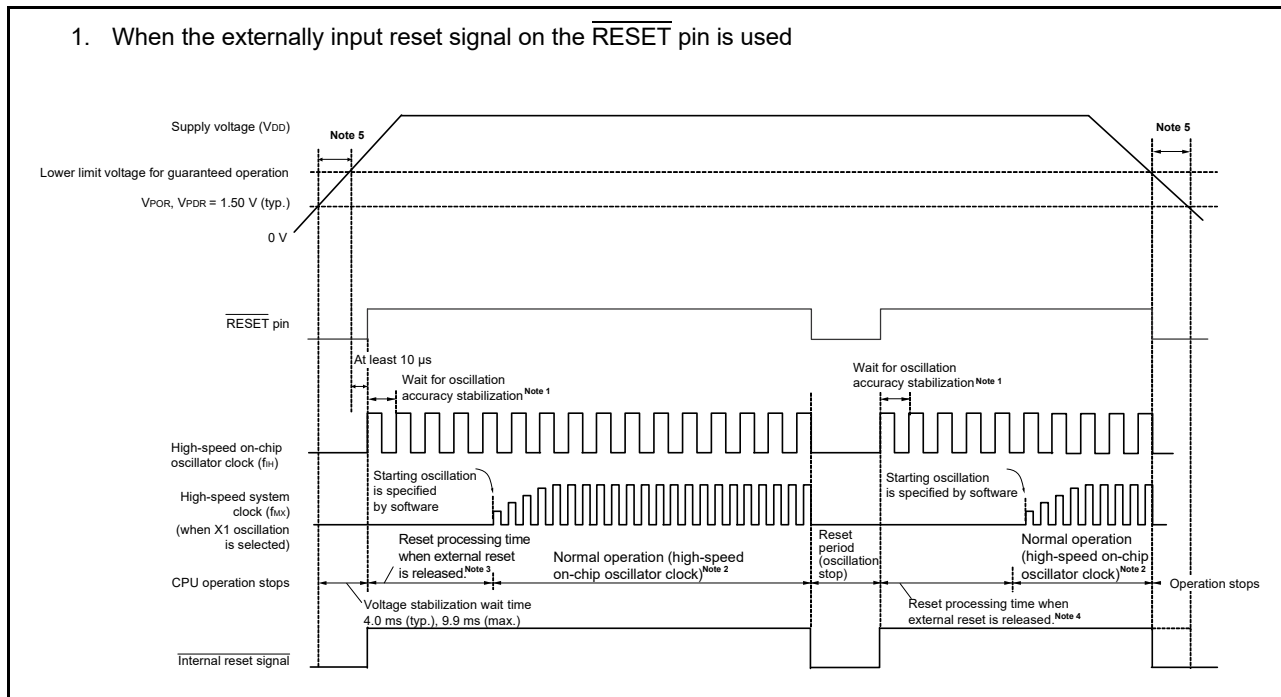 1. When the externally input reset signal on the RESET pin is used
Supply voltage (VDD)
Note 5
Note 5
Lower limit voltage for guaranteed operation
VPOR, VPDR = 1.50 V (typ.)
0 V
RESET pin
At least 10 μs
Wait for oscillation
accuracy stabilization Note 1
Wait for oscillation
accuracy stabilization Note 1
High-speed on-chip
oscillator clock (fIH)
Starting oscillation
is specified
by software
Starting oscillation
is specified by software
High-speed system
clock (fMX)
(when X1 oscillation
is selected)
Reset processing time
when external reset
is released. Note 3
Normal operation (high-speed
on-chip oscillator clock) Note 2
Reset
period
(oscillation
stop)
Normal operation
(high-speed on-chip
oscillator clock) Note 2
CPU operation stops
Operation stops
Voltage stabilization wait time
4.0 ms (typ.), 9.9 ms (max.)
Reset processing time when
external reset is released. Note 4
Internal reset signal